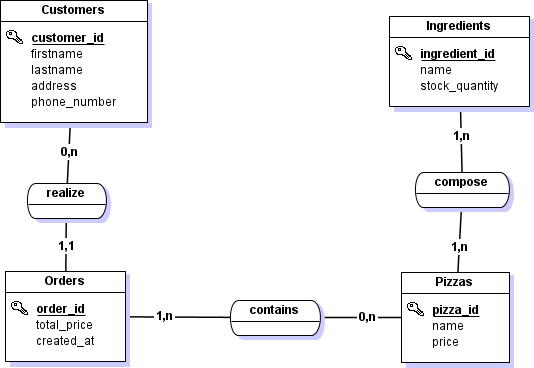 Customers
customer_id
firstname
lastname
address
phone_number
Ingredients
ingredient_id
name
stock_quantity
0,n
1,n
realize
compose
1,1
1,n
Orders
order_id
total_price
created_at
1,n
contains
0,n
Pizzas
pizza_id
name
price